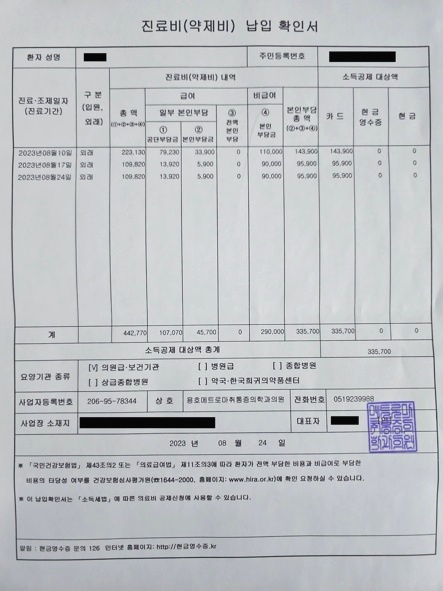 진료비(약제비) 납입 확인서
환자 성명 주민등록번호
진료·조제일자 (진료기간) 구 분 (입원, 외래) 진료비(약제비) 내역 소득공제 대상액
급여 비급여
총 액 (①+②+③+④) 일부 본인부담 ③ 전액 본인 부담 ④ 본인 부담금 본인부담 총 액 (②+③+④) 카 드 현 금 영수증 현 금
① 공단부담금 ② 본인부담금
2023년08월10일 외래 223,130 79,230 33,900 0 110,000 143,900 143,900 0 0
2023년08월17일 외래 109,820 13,920 5,900 0 90,000 95,900 95,900 0 0
2023년08월24일 외래 109,820 13,920 5,900 0 90,000 95,900 95,900 0 0
계 442,770 107,070 45,700 0 290,000 335,700 335,700 0 0
소득공제 대상액 총계 335,700
요양기관 종류 [V] 의원급·보건기관 [ ] 병원급 [ ] 종합병원
[ ] 상급종합병원 [ ] 약국·한국희귀의약품센터
사업자등록번호 206-95-78344 상 호 용호메트로마취통증의학과의원 전화번호 0519239988
사업장 소재지 대표자
2023 년 08 월 24 일
* 「국민건강보험법」 제43조의2 또는 「의료급여법」 제11조의3에 따라 환자가 전액 부담한 비용과 비급여로 부담한
비용의 타당성 여부를 건강보험심사평가원(☎1644-2000, 홈페이지: www.hira.or.kr)에 확인 요청하실 수 있습니다.
* 이 납입확인서는 「소득세법」에 따른 의료비 공제신청에 사용할 수 있습니다.
알림 : 현금영수증 문의 126 인터넷 홈페이지: http://현금영수증.kr